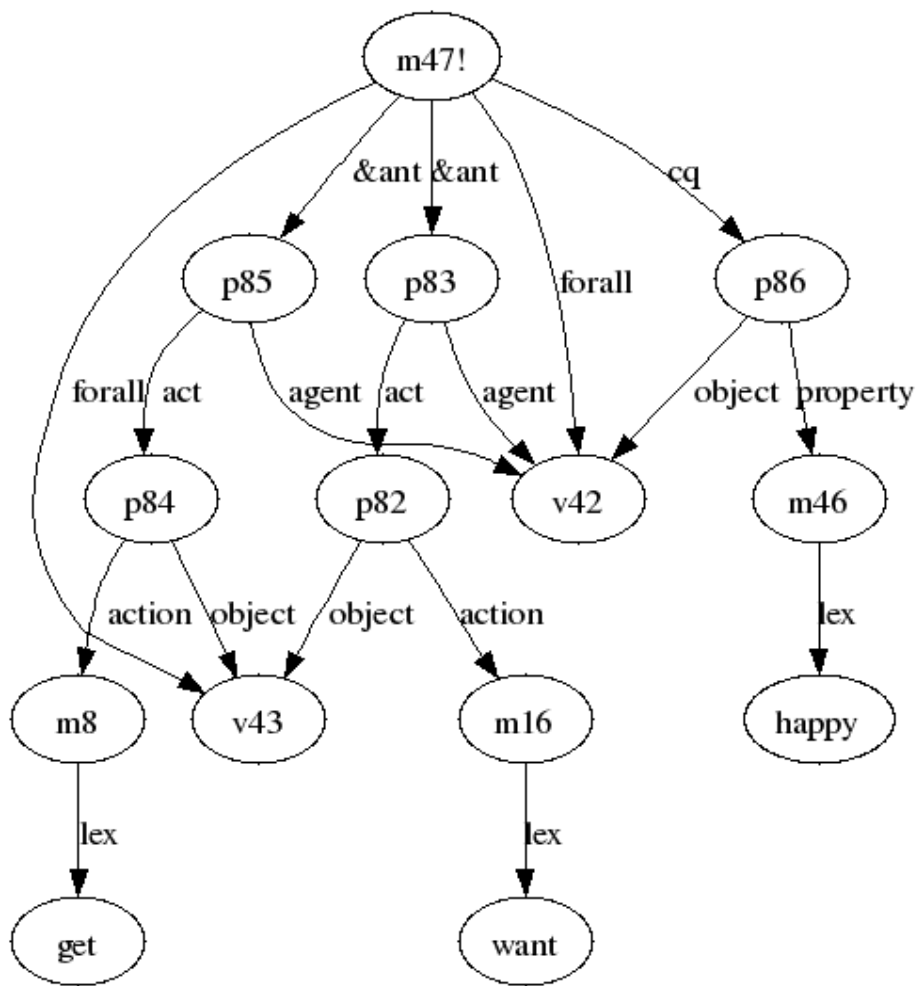 m47!
&ant &ant cq
p85 p83 forall p86
forall act agent act agent object property
p84 p82 v42 m46
action object object action lex
m8 v43 m16 happy
lex lex
get want